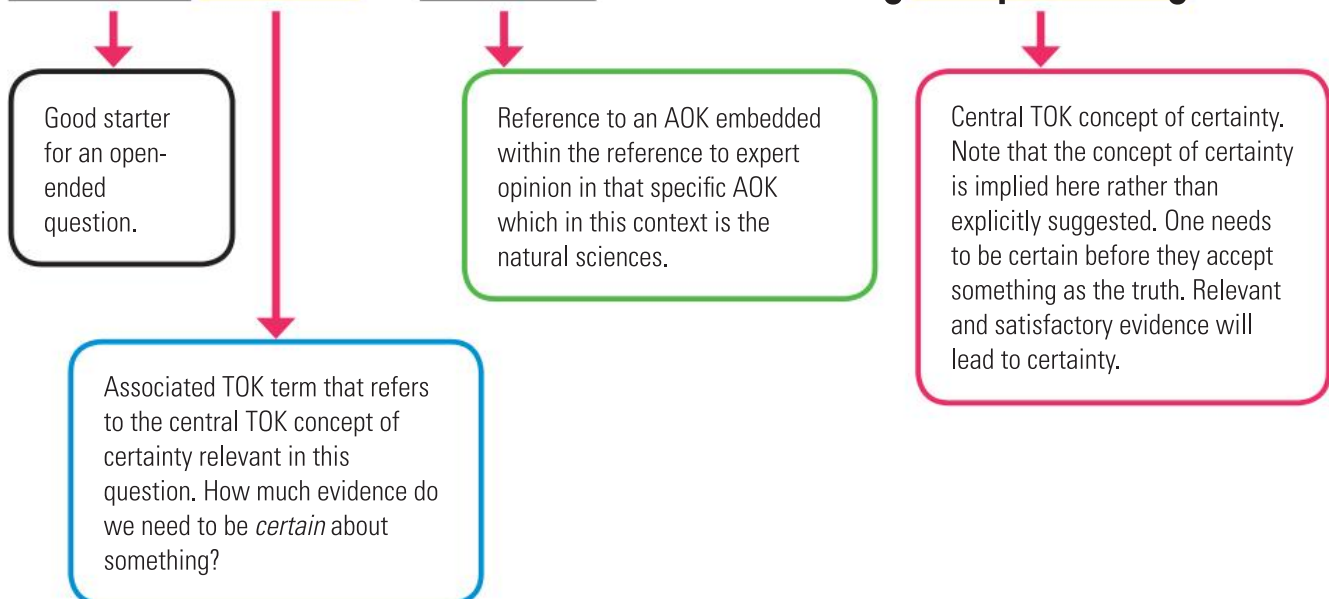 Good starter
for an open-
ended
question.
Reference to an AOK embedded
within the reference to expert
opinion in that specific AOK
which in this context is the
natural sciences.
Central TOK concept of certainty.
Note that the concept of certainty
is implied here rather than
explicitly suggested. One needs
to be certain before they accept
something as the truth. Relevant
and satisfactory evidence will
lead to certainty.
Associated TOK term that refers
to the central TOK concept of
certainty relevant in this
question. How much evidence do
we need to be certain about
something?